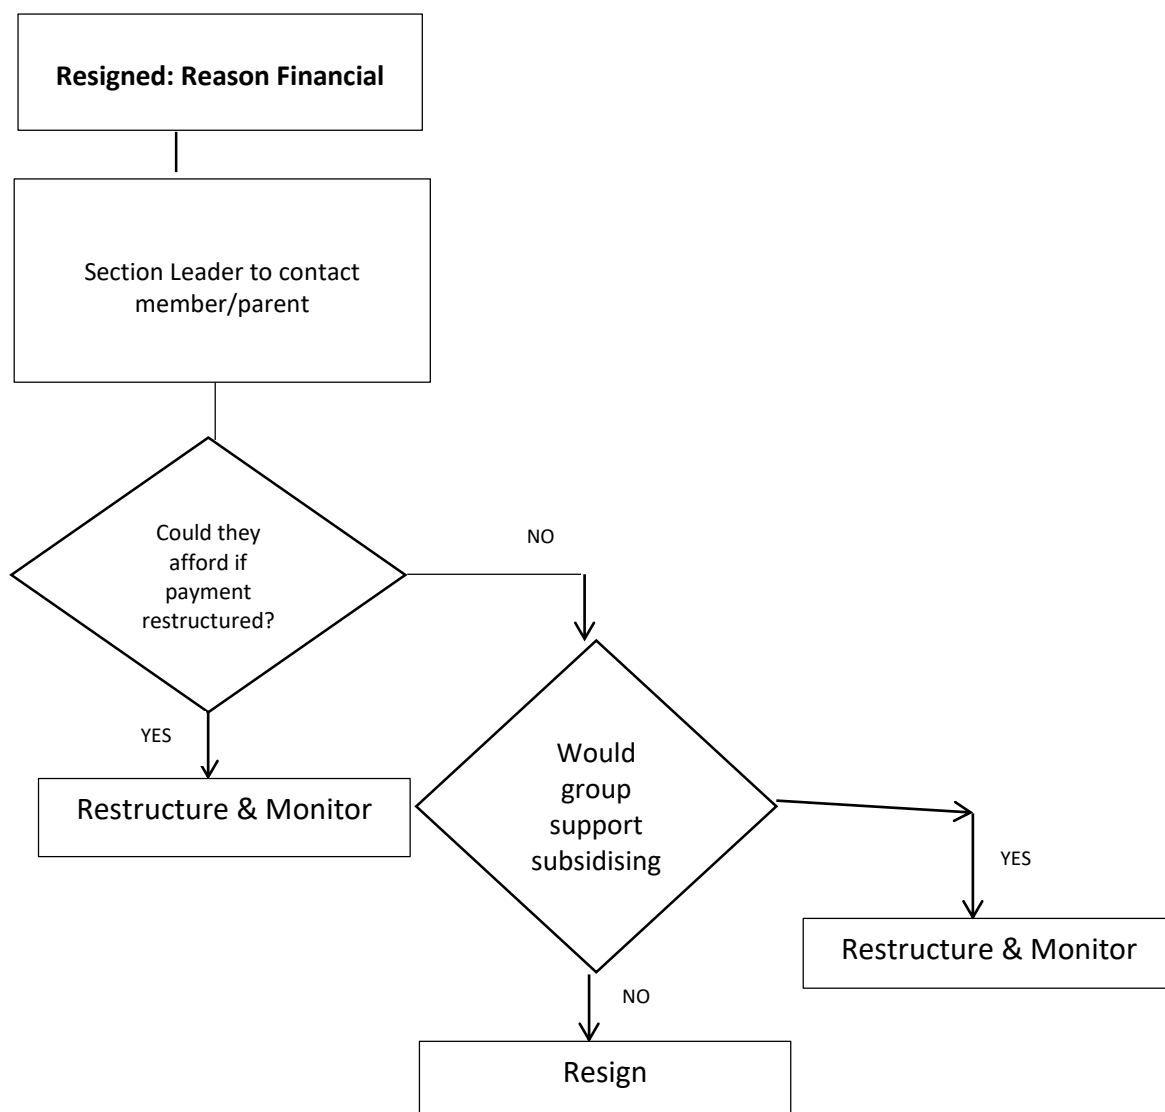 Resigned: Reason Financial
Section Leader to contact
member/parent
Could they
afford if
payment
restructured?
NO
YES
Restructure & Monitor
Would
group
support
subsidising
YES
Restructure & Monitor
NO
Resign